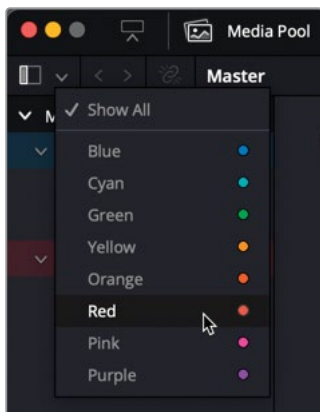 Media Pool
Master
M
Show All
Blue
Cyan
Green
Yellow
Orange
Red
Pink
Purple